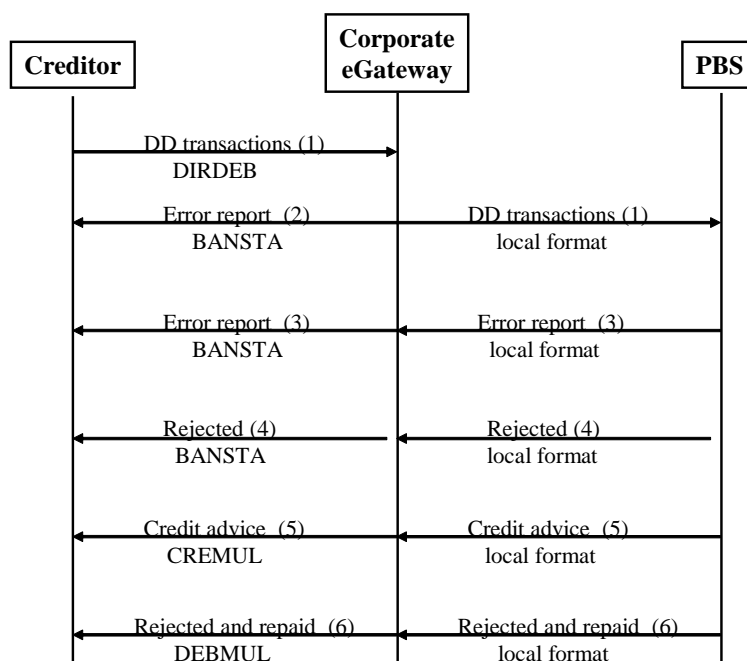 Creditor
Corporate
eGateway
PBS
DD transactions (1)
DIRDEB
Error report (2)
BANSTA
DD transactions (1)
local format
Error report (3)
BANSTA
Error report (3)
local format
Rejected (4)
BANSTA
Rejected (4)
local format
Credit advice (5)
CREMUL
Credit advice (5)
local format
Rejected and repaid (6)
DEBMUL
Rejected and repaid (6)
local format